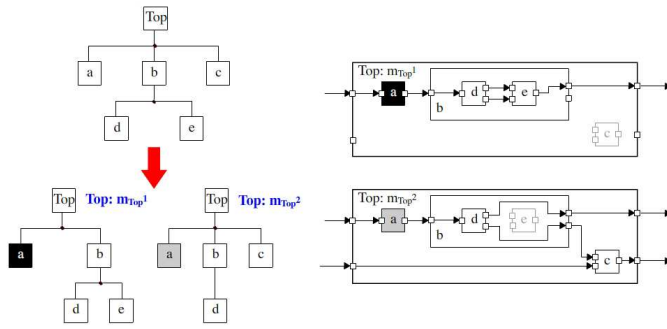 Top
a b c
d e
Top Top: mTop1 Top Top: mTop2
a b a b c
d e d
Top: mTop1
a b d e
c
Top: mTop2
a b d e
c